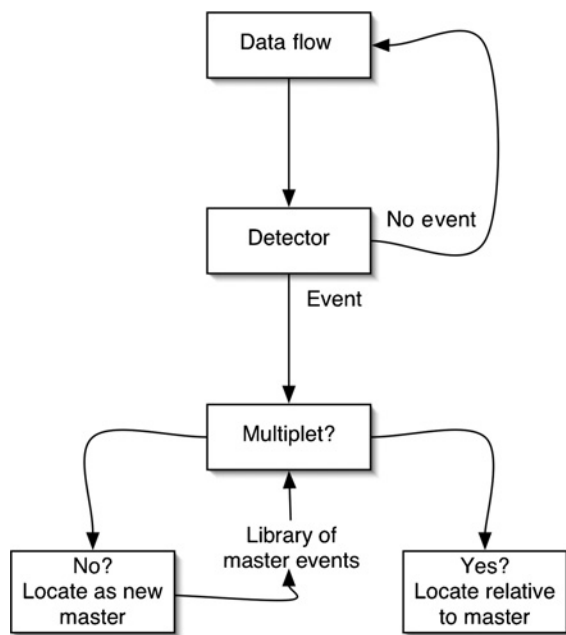 Data flow
Detector
No event
Event
Multiplet?
Library of
master events
No?
Locate as new
master
Yes?
Locate relative
to master